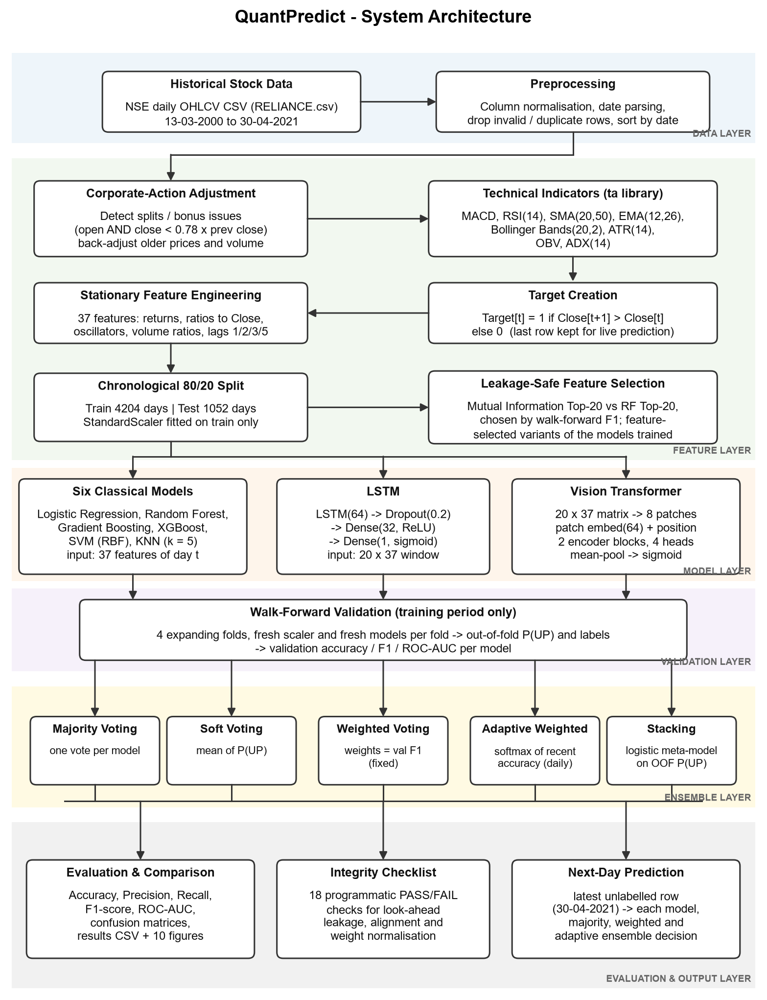 QuantPredict - System Architecture
Historical Stock Data
NSE daily OHLCV CSV (RELIANCE.csv)
13-03-2000 to 30-04-2021
Preprocessing
Column normalisation, date parsing,
drop invalid / duplicate rows, sort by date
DATA LAYER
Corporate-Action Adjustment
Detect splits / bonus issues
(open AND close < 0.78 x prev close)
back-adjust older prices and volume
Technical Indicators (ta library)
MACD, RSI(14), SMA(20,50), EMA(12,26),
Bollinger Bands(20,2), ATR(14),
OBV, ADX(14)
Stationary Feature Engineering
37 features: returns, ratios to Close,
oscillators, volume ratios, lags 1/2/3/5
Target Creation
Target[t] = 1 if Close[t+1] > Close[t]
else 0  (last row kept for live prediction)
Chronological 80/20 Split
Train 4204 days | Test 1052 days
StandardScaler fitted on train only
Leakage-Safe Feature Selection
Mutual Information Top-20 vs RF Top-20,
chosen by walk-forward F1; feature-
selected variants of the models trained
FEATURE LAYER
Six Classical Models
Logistic Regression, Random Forest,
Gradient Boosting, XGBoost,
SVM (RBF), KNN (k = 5)
input: 37 features of day t
LSTM
LSTM(64) -> Dropout(0.2)
-> Dense(32, ReLU)
-> Dense(1, sigmoid)
input: 20 x 37 window
Vision Transformer
20 x 37 matrix -> 8 patches
patch embed(64) + position
2 encoder blocks, 4 heads
mean-pool -> sigmoid
MODEL LAYER
Walk-Forward Validation (training period only)
4 expanding folds, fresh scaler and fresh models per fold -> out-of-fold P(UP) and labels
-> validation accuracy / F1 / ROC-AUC per model
VALIDATION LAYER
Majority Voting
one vote per model
Soft Voting
mean of P(UP)
Weighted Voting
weights = val F1
(fixed)
Adaptive Weighted
softmax of recent
accuracy (daily)
Stacking
logistic meta-model
on OOF P(UP)
ENSEMBLE LAYER
Evaluation & Comparison
Accuracy, Precision, Recall,
F1-score, ROC-AUC,
confusion matrices,
results CSV + 10 figures
Integrity Checklist
18 programmatic PASS/FAIL
checks for look-ahead
leakage, alignment and
weight normalisation
Next-Day Prediction
latest unlabelled row
(30-04-2021) -> each model,
majority, weighted and
adaptive ensemble decision
EVALUATION & OUTPUT LAYER